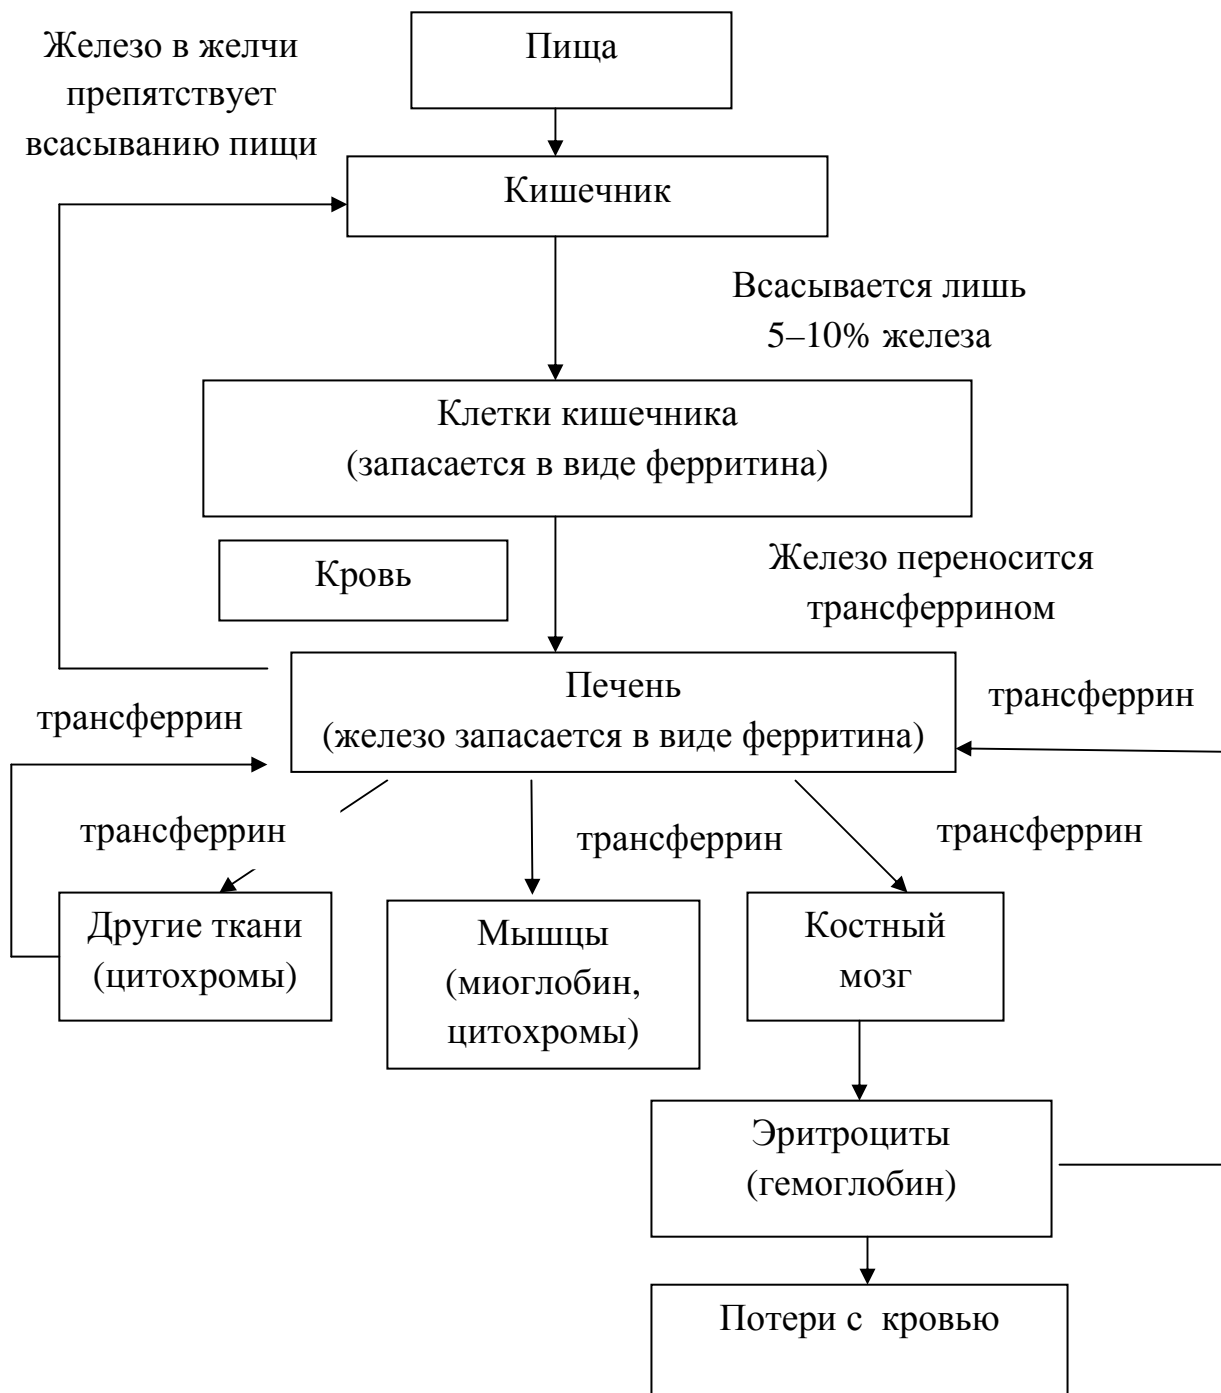 Железо в желчи
препятствует
всасыванию пищи
Пища
Кишечник
Всасывается лишь
5–10% железа
Клетки кишечника
(запасается в виде ферритина)
Кровь
Железо переносится
трансферрином
Печень
(железо запасается в виде ферритина)
трансферрин
трансферрин
трансферрин
трансферрин
трансферрин
Другие ткани
(цитохромы)
Мышцы
(миоглобин,
цитохромы)
Костный
мозг
Эритроциты
(гемоглобин)
Потери с  кровью